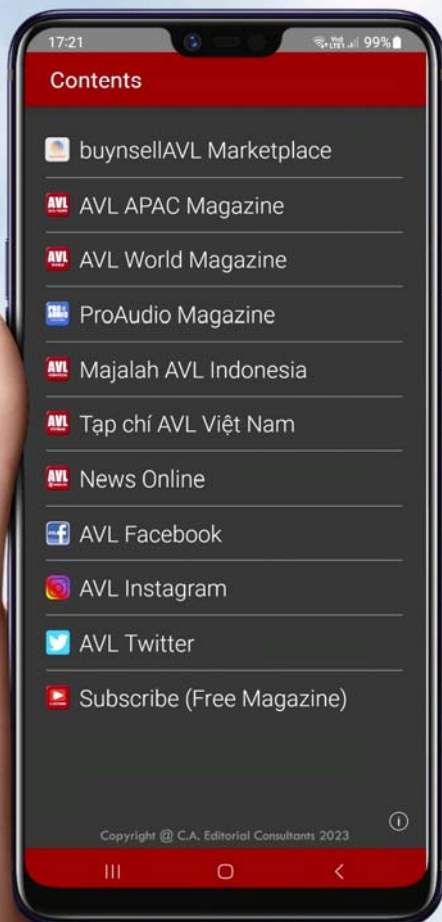 17:21
99%
Contents
buynsellAVL Marketplace
AVL APAC Magazine
AVL World Magazine
ProAudio Magazine
Majalah AVL Indonesia
Tạp chí AVL Việt Nam
News Online
AVL Facebook
AVL Instagram
AVL Twitter
Subscribe (Free Magazine)
Copyright @ C.A. Editorial Consultants 2023